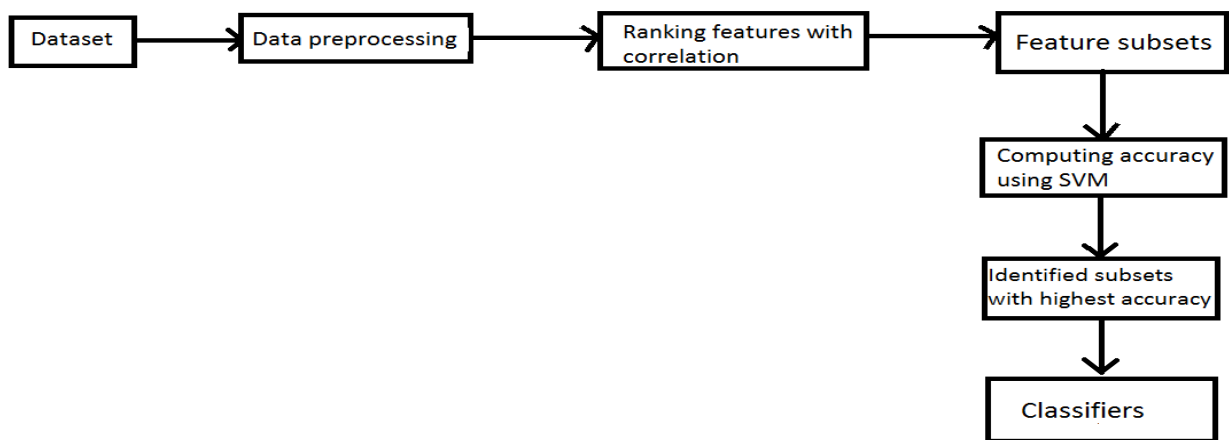 Dataset
Data preprocessing
Ranking features with
correlation
Feature subsets
Computing accuracy
using SVM
Identified subsets
with highest accuracy
Classifiers